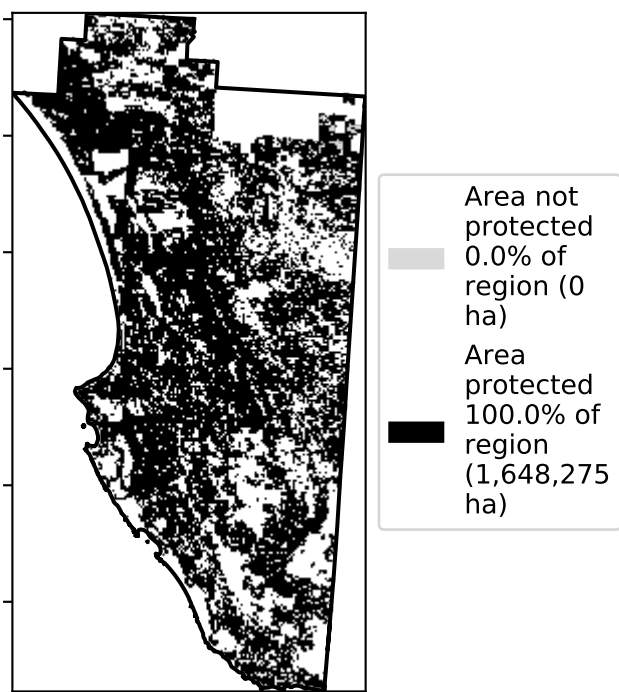 Area not
protected
0.0% of
region (0
ha)
Area
protected
100.0% of
region
(1,648,275
ha)